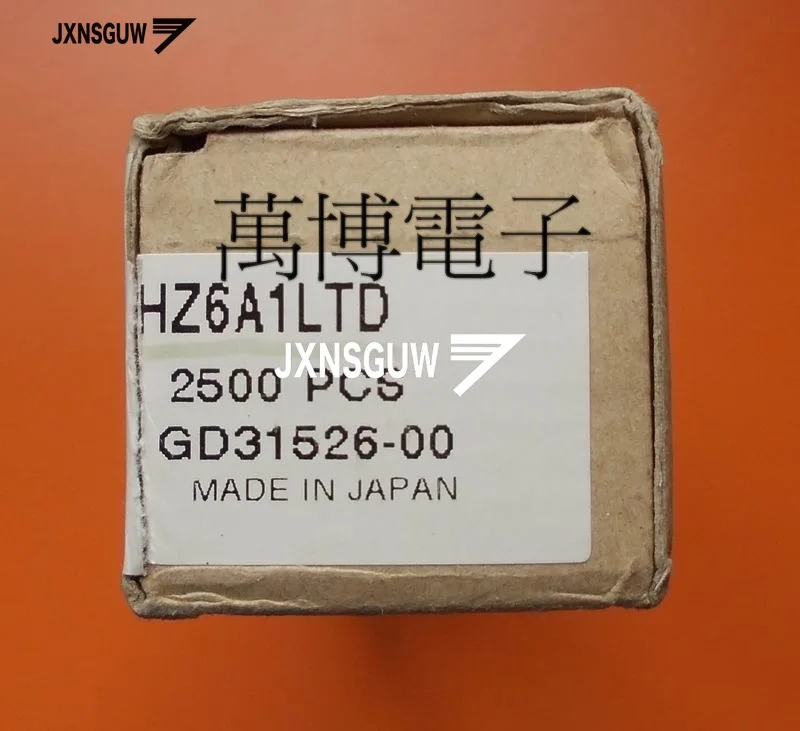 JXNSGUW
萬博電子
HZ6A1LTD
JXNSGUW
2500 PCS
GD31526-00
MADE IN JAPAN